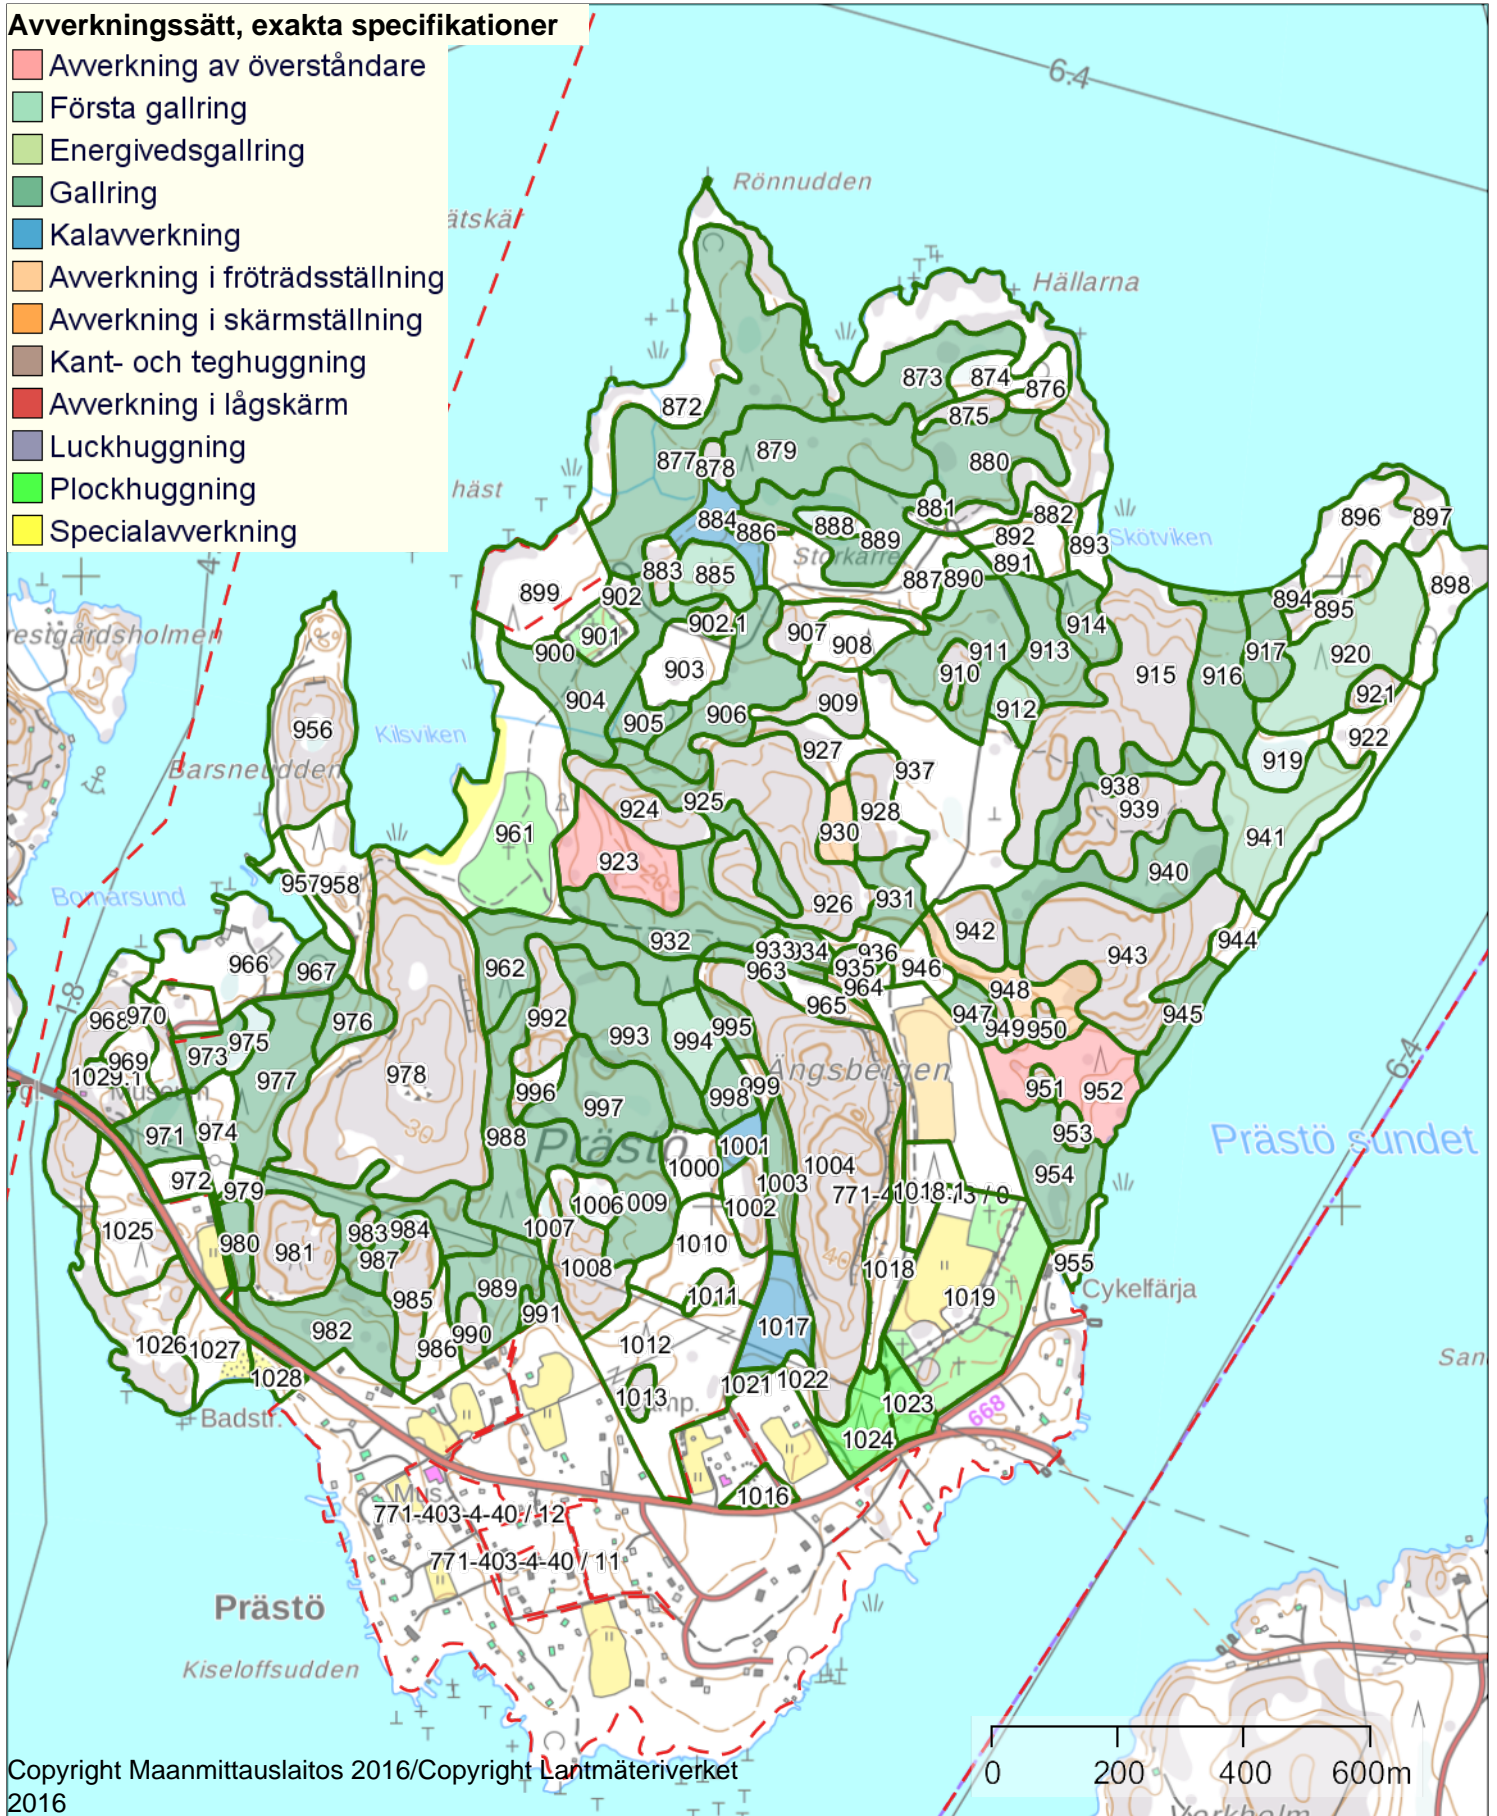 Avverkningssätt, exakta specifikationer
Avverkning av överståndare
Första gallring
Energivedsgallring
Gallring
Kalavverkning
Avverkning i fröträdsställning
Avverkning i skärmställning
Kant- och teghuggning
Avverkning i lågskärm
Luckhuggning
Plockhuggning
Specialavverkning
6.4
Rönnudden
ätskär
Hällarna
873 874 876
872 875
877 878 879 880
häst
881 882
884 886 888 889 892 893
Skötviken
896 897
Storkaffe
883 885 887 890 891 898
899 902 894 895
restgårdsholmen
901 902.1 907 908 914 917
900 903 911 913 920
910 915 916
904 909 921
905 906 912
956 Kilsviken 927 922
Barsneudden 937 919
938
924 925 928 939
961 930 941
923 940
957 958 926 931
Bomarsund
942
932 944
966 967 962 933 934 936 943
963 935 946
964 948
1.8
968 970 976 992 965 947 945
993 995 949 950
975 994
969 973 Ängsbergen 6.4
1029.1 977 978 951 952
Museum
996 998 999
997
971 974 30 988 Prästö 1001 953 Prästö sundet
972 1000 1004 954
979 1003
1006 1009 1002
1025 980 981 983 984 1007 1010 955
987 1008 1018
40
985 989 1011 Cykelfärja
991 1019
982 990 1017
1026 1027 986 1012
1028 1021 1022
1013 1023
Badstr.
668
1024
1016
Mus.
771-403-4-40 / 12
771-403-4-40 / 11
Prästö
Kiseloffsudden
0 200 400 600m
Copyright Maanmittauslaitos 2016/Copyright Lantmäteriverket
2016